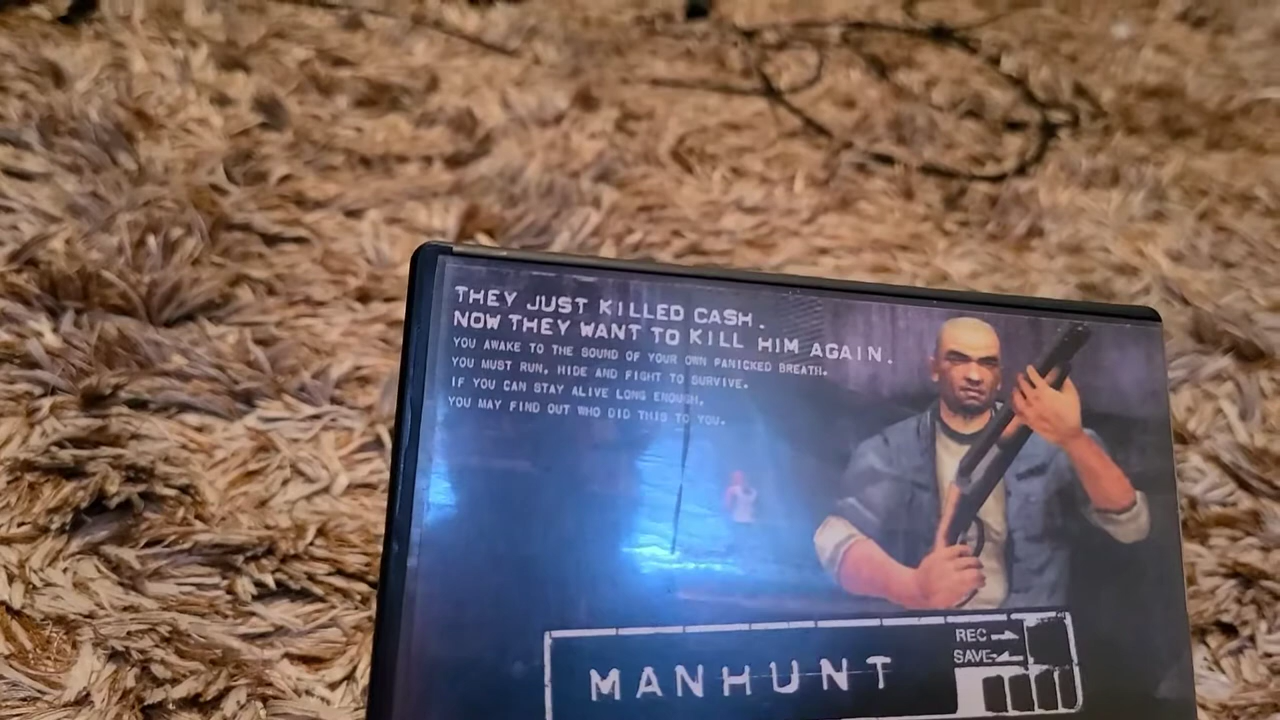 THEY JUST KILLED CASH.
NOW THEY WANT TO KILL HIM AGAIN.
YOU AWAKE TO THE SOUND OF YOUR OWN PANICKED BREATH.
YOU MUST RUN, HIDE AND FIGHT TO SURVIVE.
IF YOU CAN STAY ALIVE LONG ENOUGH,
YOU MAY FIND OUT WHO DID THIS TO YOU.
REC
SAVE
MANHUNT